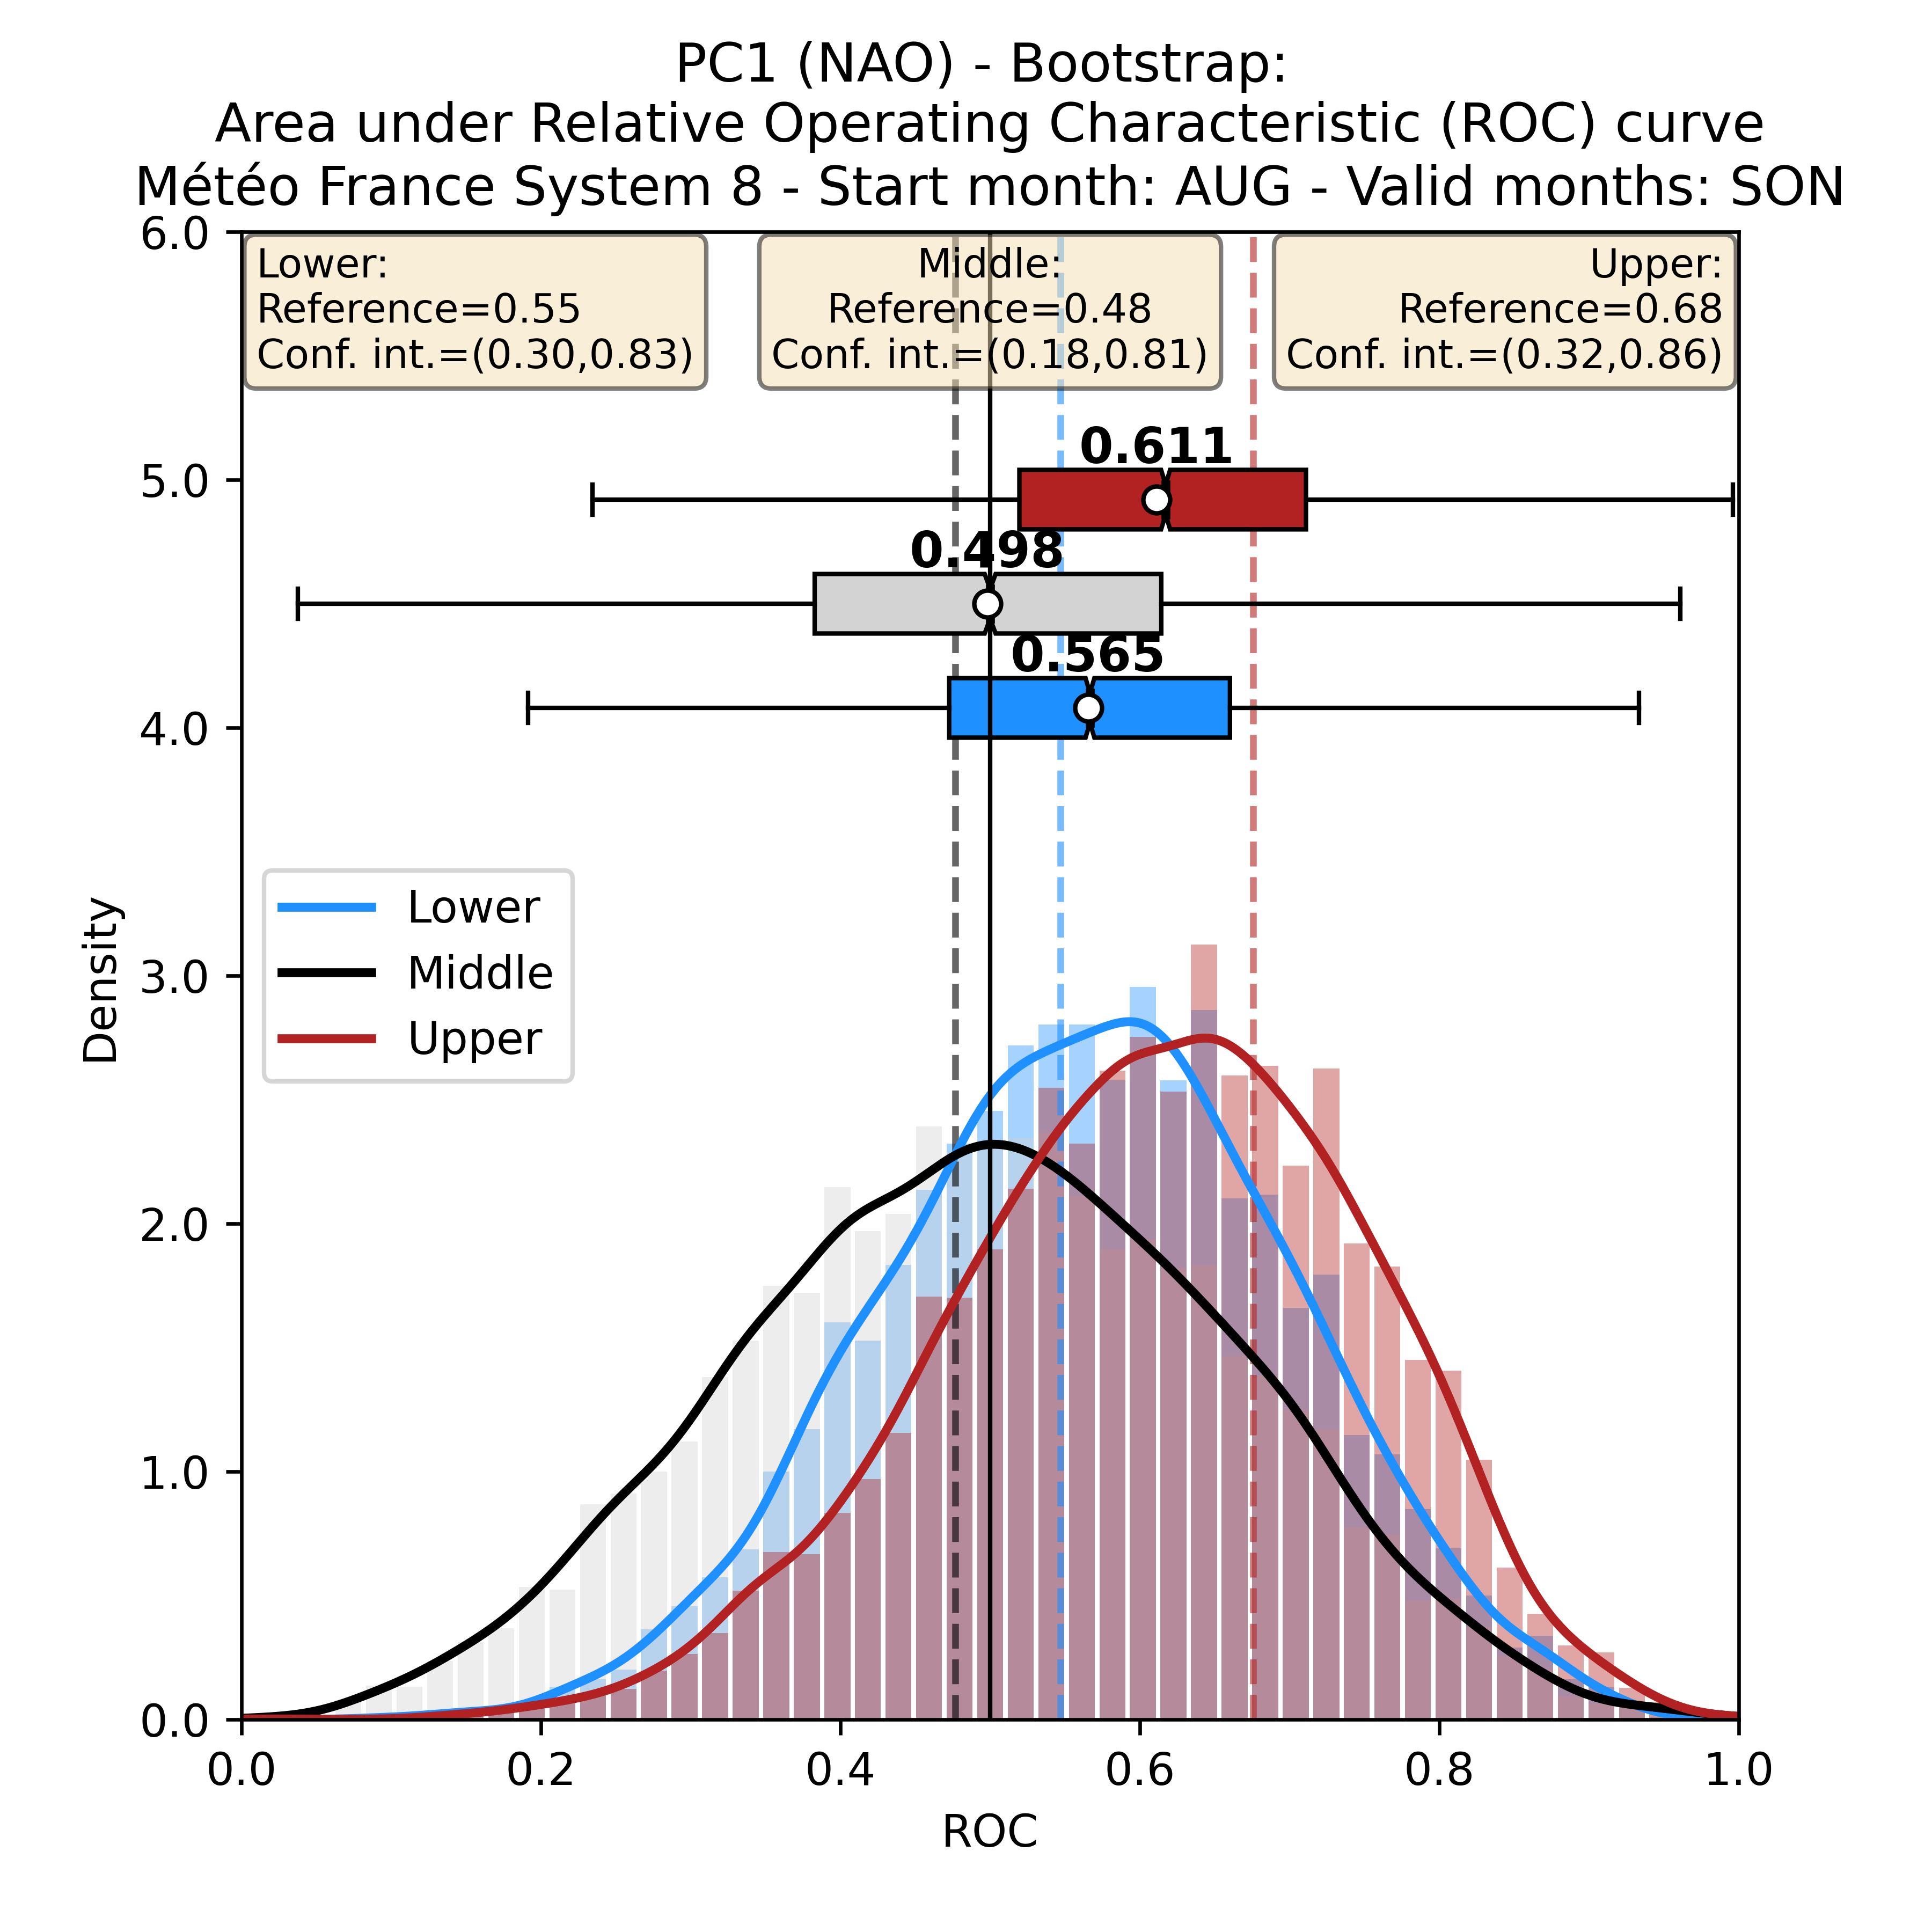 PC1 (NAO) - Bootstrap:
Area under Relative Operating Characteristic (ROC) curve
Météo France System 8 - Start month: AUG - Valid months: SON
Lower:
Reference=0.55
Conf. int.=(0.30,0.83)
Middle:
Reference=0.48
Conf. int.=(0.18,0.81)
Upper:
Reference=0.68
Conf. int.=(0.32,0.86)
0.611
0.498
0.565
Lower
Middle
Upper
Density
6.0
5.0
4.0
3.0
2.0
1.0
0.0
0.0 0.2 0.4 0.6 0.8 1.0
ROC